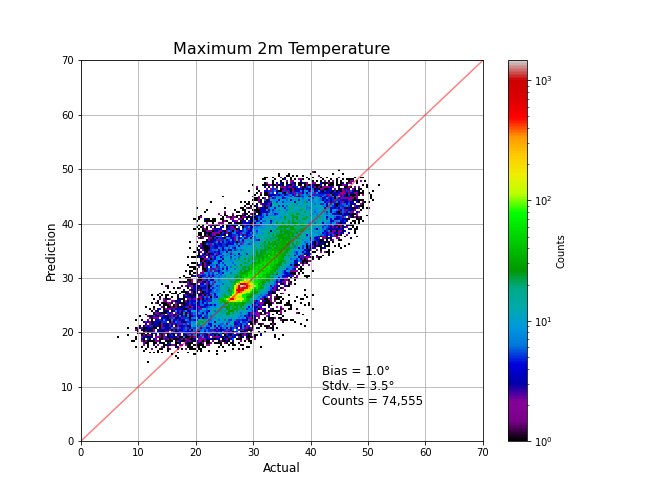 Maximum 2m Temperature
70
60
50
40
30
20
10
0
Prediction
0 10 20 30 40 50 60 70
Actual
Bias = 1.0°
Stdv. = 3.5°
Counts = 74,555
10³
10²
10¹
10⁰
Counts